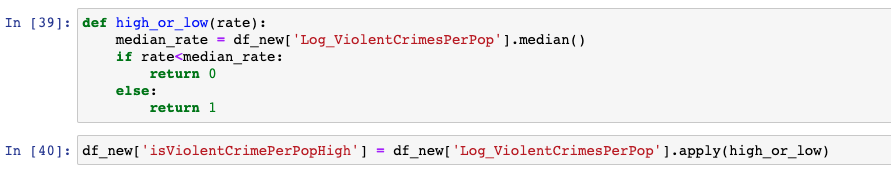 In [39]: def high_or_low(rate):
    median_rate = df_new['Log_ViolentCrimesPerPop'].median()
    if rate<median_rate:
        return 0
    else:
        return 1
In [40]: df_new['isViolentCrimePerPopHigh'] = df_new['Log_ViolentCrimesPerPop'].apply(high_or_low)